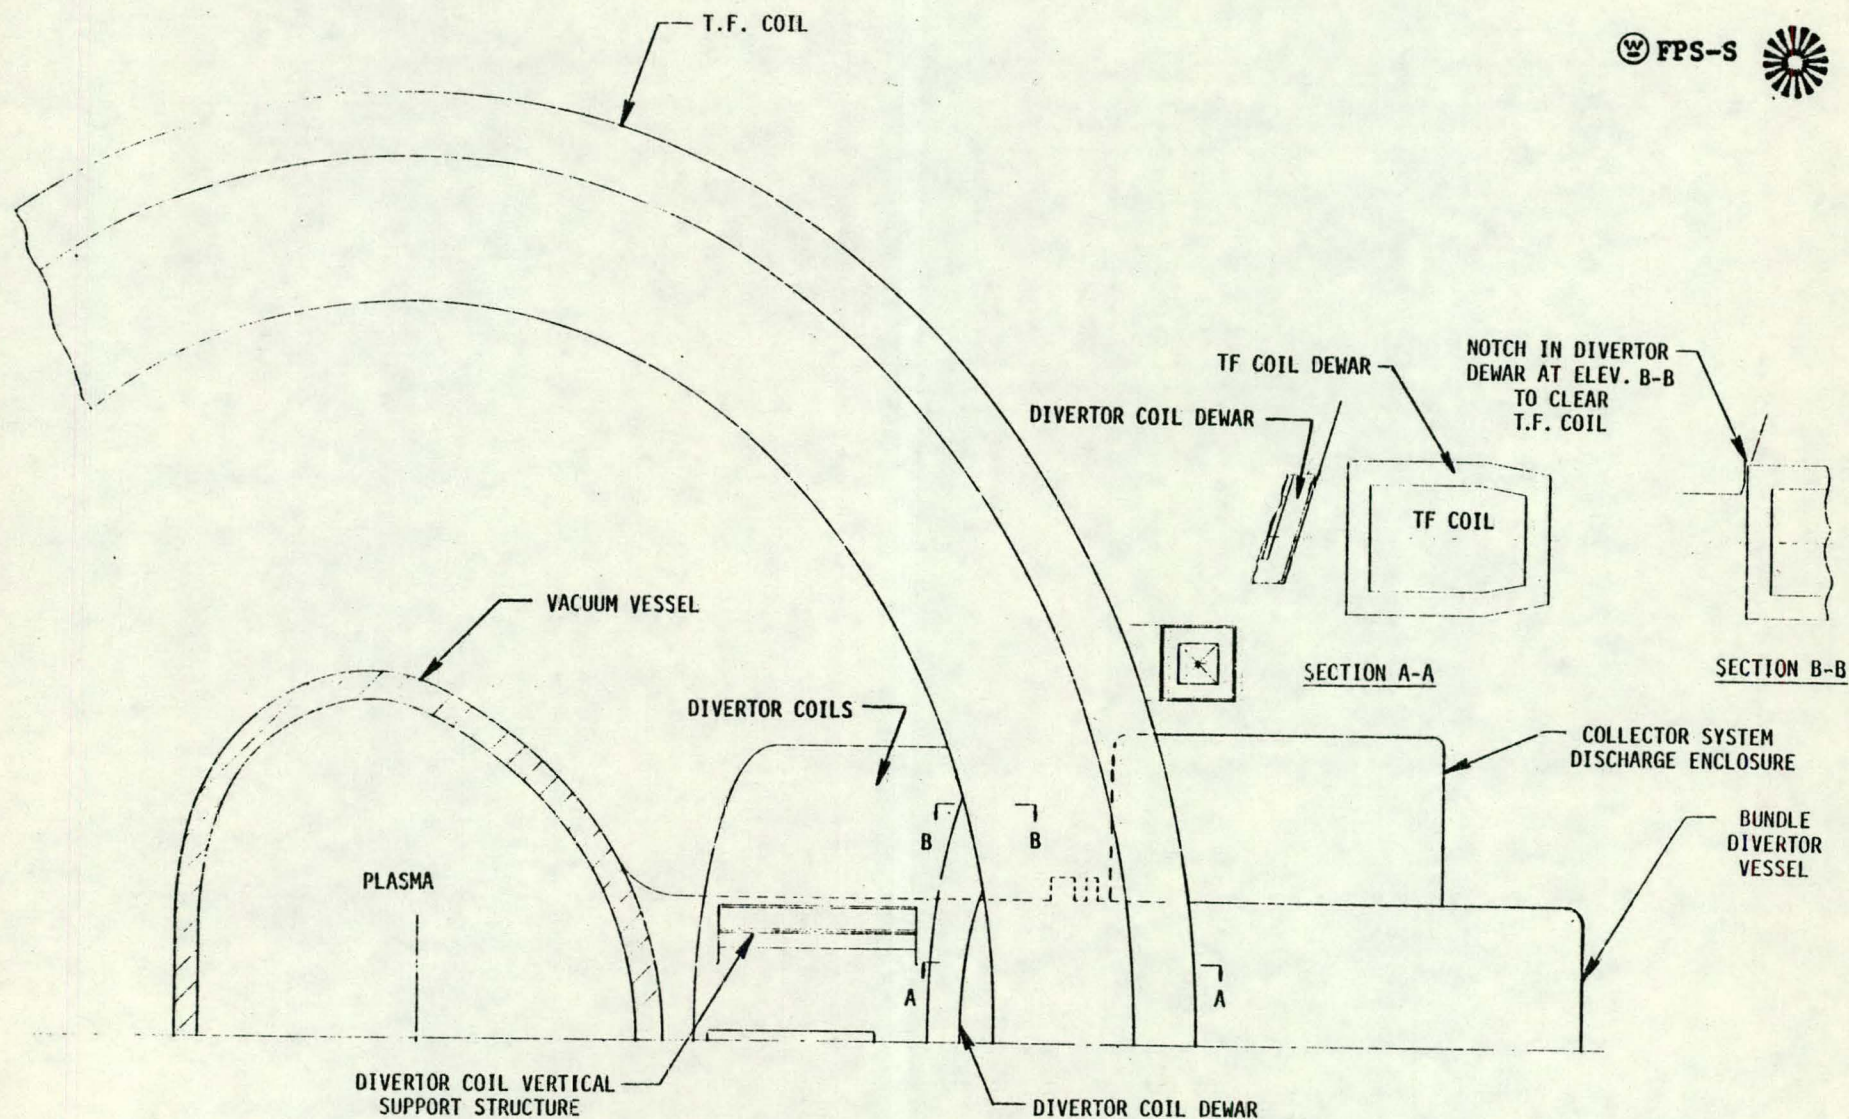 T.F. COIL
W FPS-S
TF COIL DEWAR
NOTCH IN DIVERTOR
DEWAR AT ELEV. B-B
TO CLEAR
T.F. COIL
DIVERTOR COIL DEWAR
TF COIL
VACUUM VESSEL
SECTION A-A
SECTION B-B
DIVERTOR COILS
COLLECTOR SYSTEM
DISCHARGE ENCLOSURE
B B
BUNDLE
DIVERTOR
VESSEL
PLASMA
A A
DIVERTOR COIL VERTICAL
SUPPORT STRUCTURE
DIVERTOR COIL DEWAR